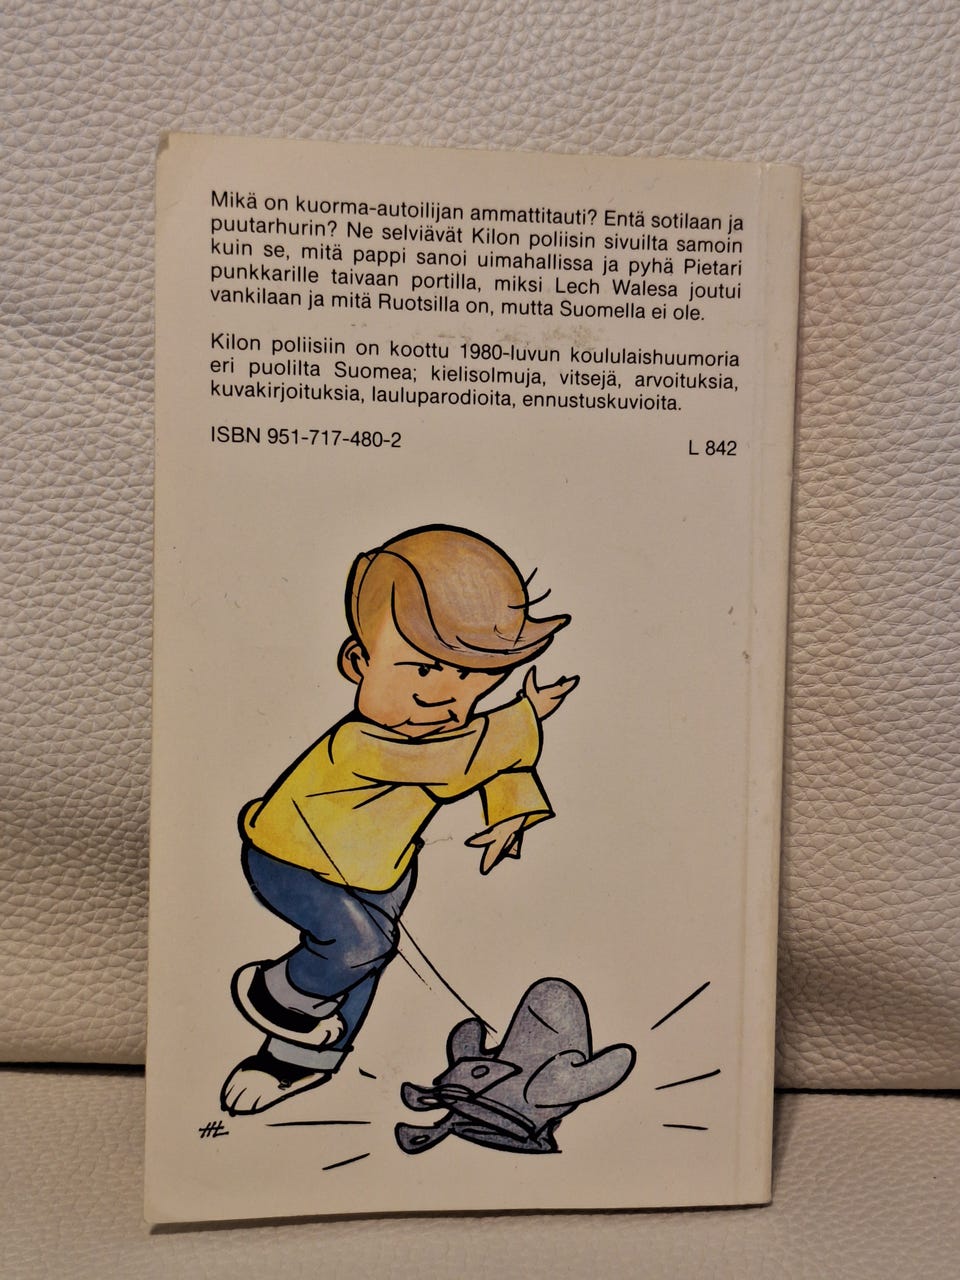 Mikä on kuorma-autoilijan ammattitauti? Entä sotilaan ja
puutarhurin? Ne selviävät Kilon poliisin sivuilta samoin
kuin se, mitä pappi sanoi uimahallissa ja pyhä Pietari
punkkarille taivaan portilla, miksi Lech Walesa joutui
vankilaan ja mitä Ruotsilla on, mutta Suomella ei ole.
Kilon poliisiin on koottu 1980-luvun koululaishuumoria
eri puolilta Suomea; kielisolmuja, vitsejä, arvoituksia,
kuvakirjoituksia, lauluparodioita, ennustuskuvioita.
ISBN 951-717-480-2
L 842